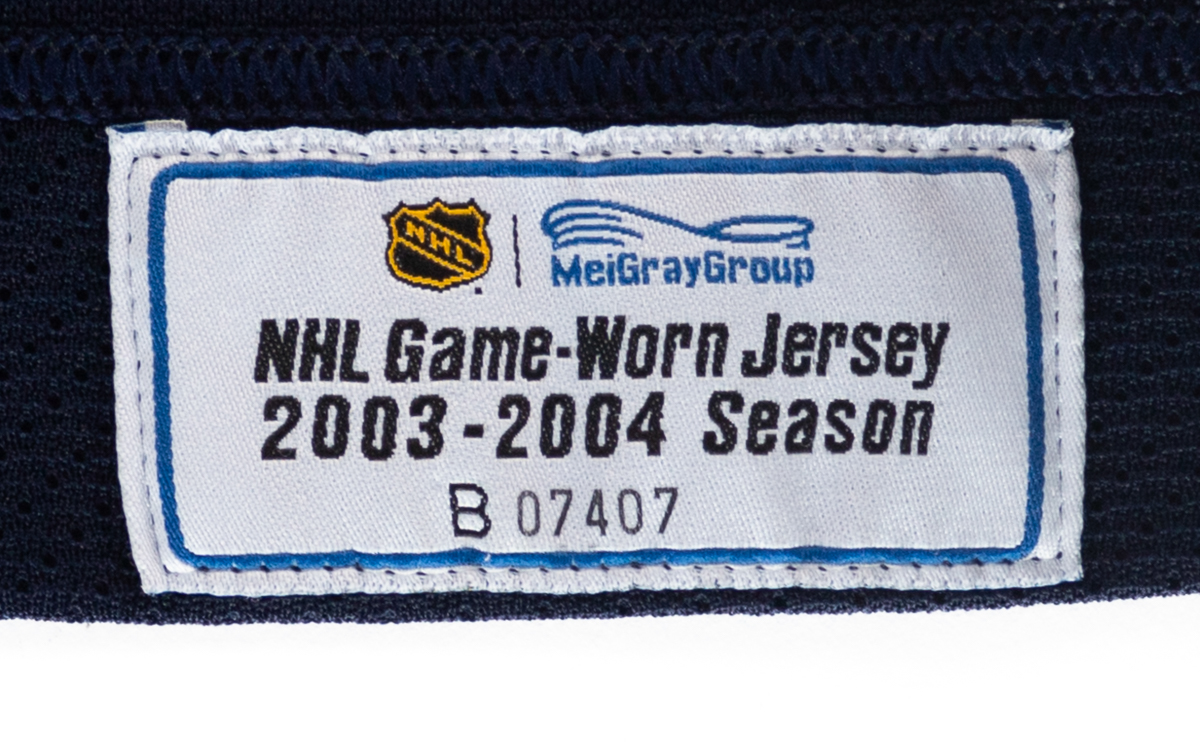 NHL
MeiGrayGroup
NHL Game-Worn Jersey
2003-2004 Season
B 07407